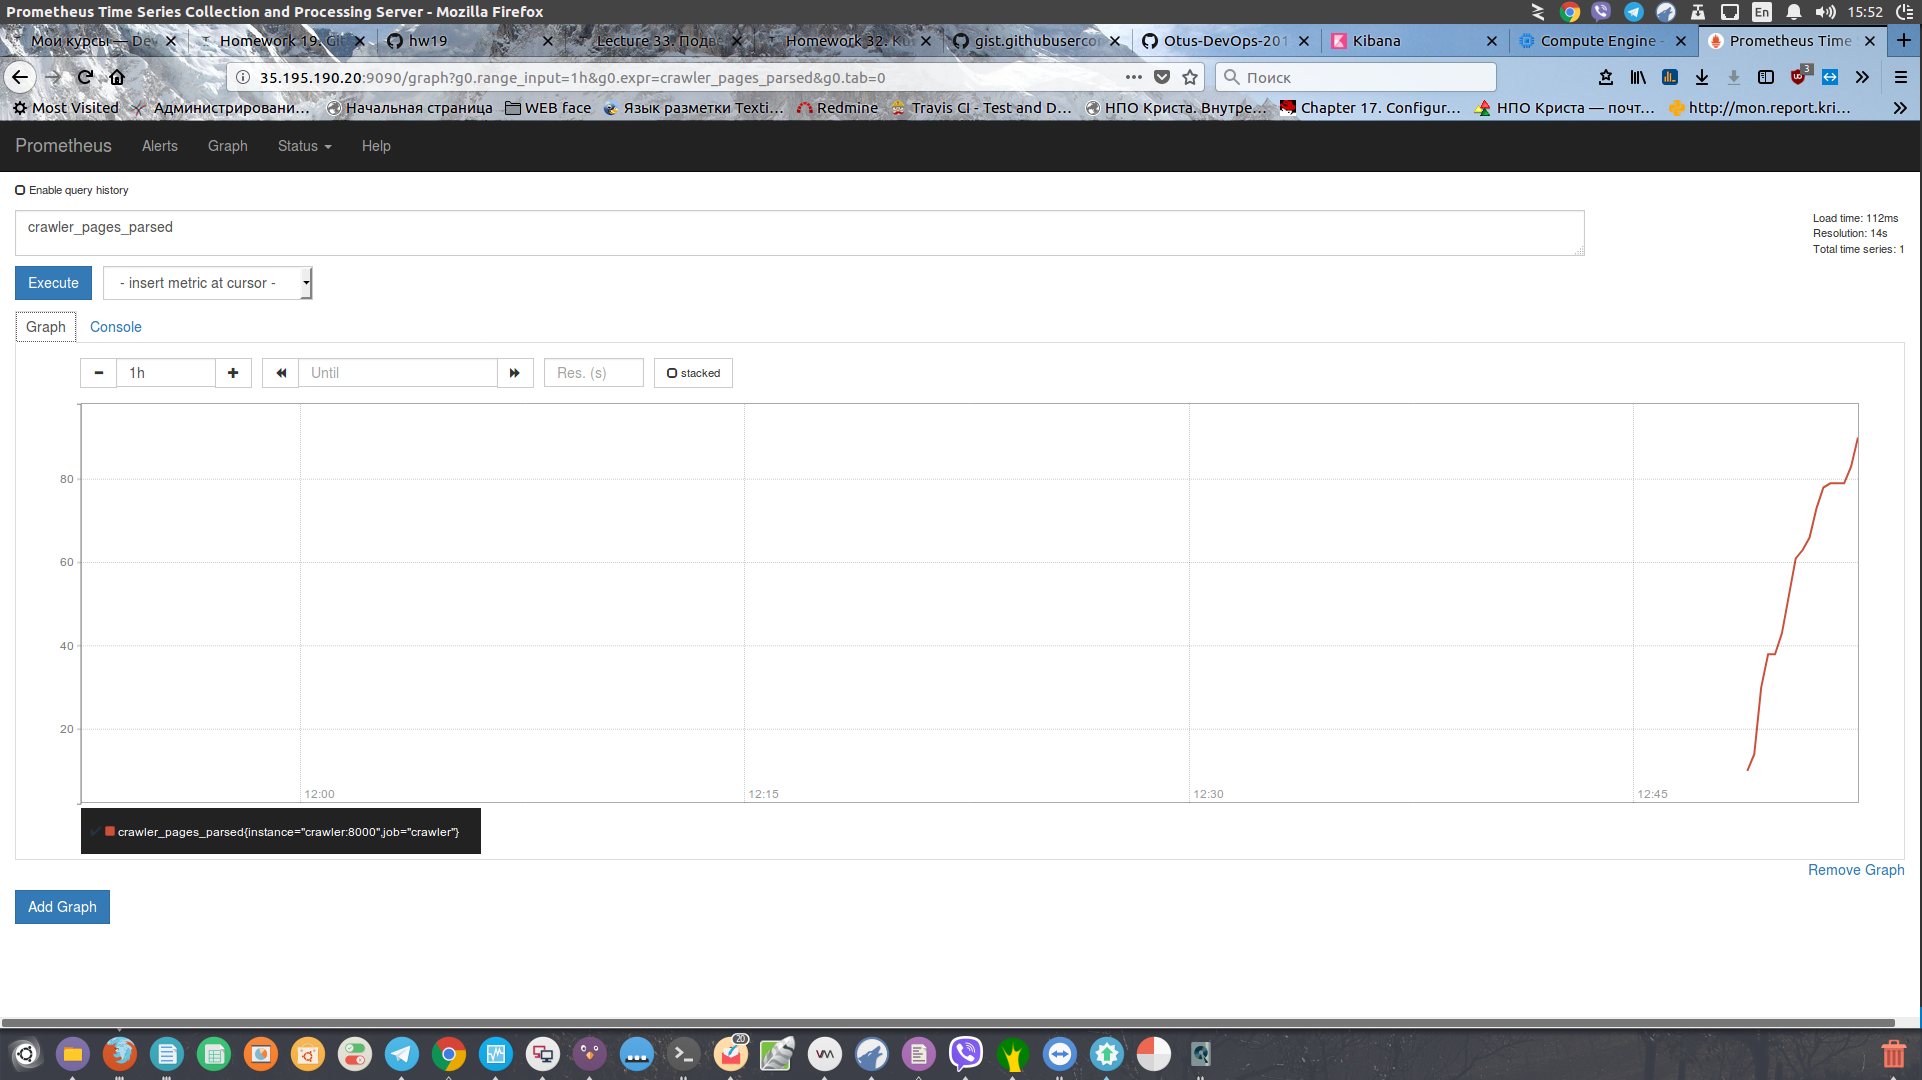 Prometheus Time Series Collection and Processing Server - Mozilla Firefox
En 15:52
Мои курсы — De
Homework 19. Gi
hw19
Lecture 33. Подв
Homework 32. Ku
gist.githubuserco
Otus-DevOps-201
Kibana
Compute Engine -
Prometheus Time
35.195.190.20:9090/graph?g0.range_input=1h&g0.expr=crawler_pages_parsed&g0.tab=0
Поиск
3
Most Visited
Администрировани...
Начальная страница
WEB face
Язык разметки Texti...
Redmine
Travis CI - Test and D...
НПО Криста. Внутре...
Chapter 17. Configur...
НПО Криста — почт...
http://mon.report.kri...
Prometheus Alerts Graph Status Help
Enable query history
crawler_pages_parsed
Load time: 112ms
Resolution: 14s
Total time series: 1
Execute - insert metric at cursor -
Graph Console
1h Until Res. (s) stacked
80
60
40
20
12:00 12:15 12:30 12:45
crawler_pages_parsed{instance="crawler:8000",job="crawler"}
Remove Graph
Add Graph
20